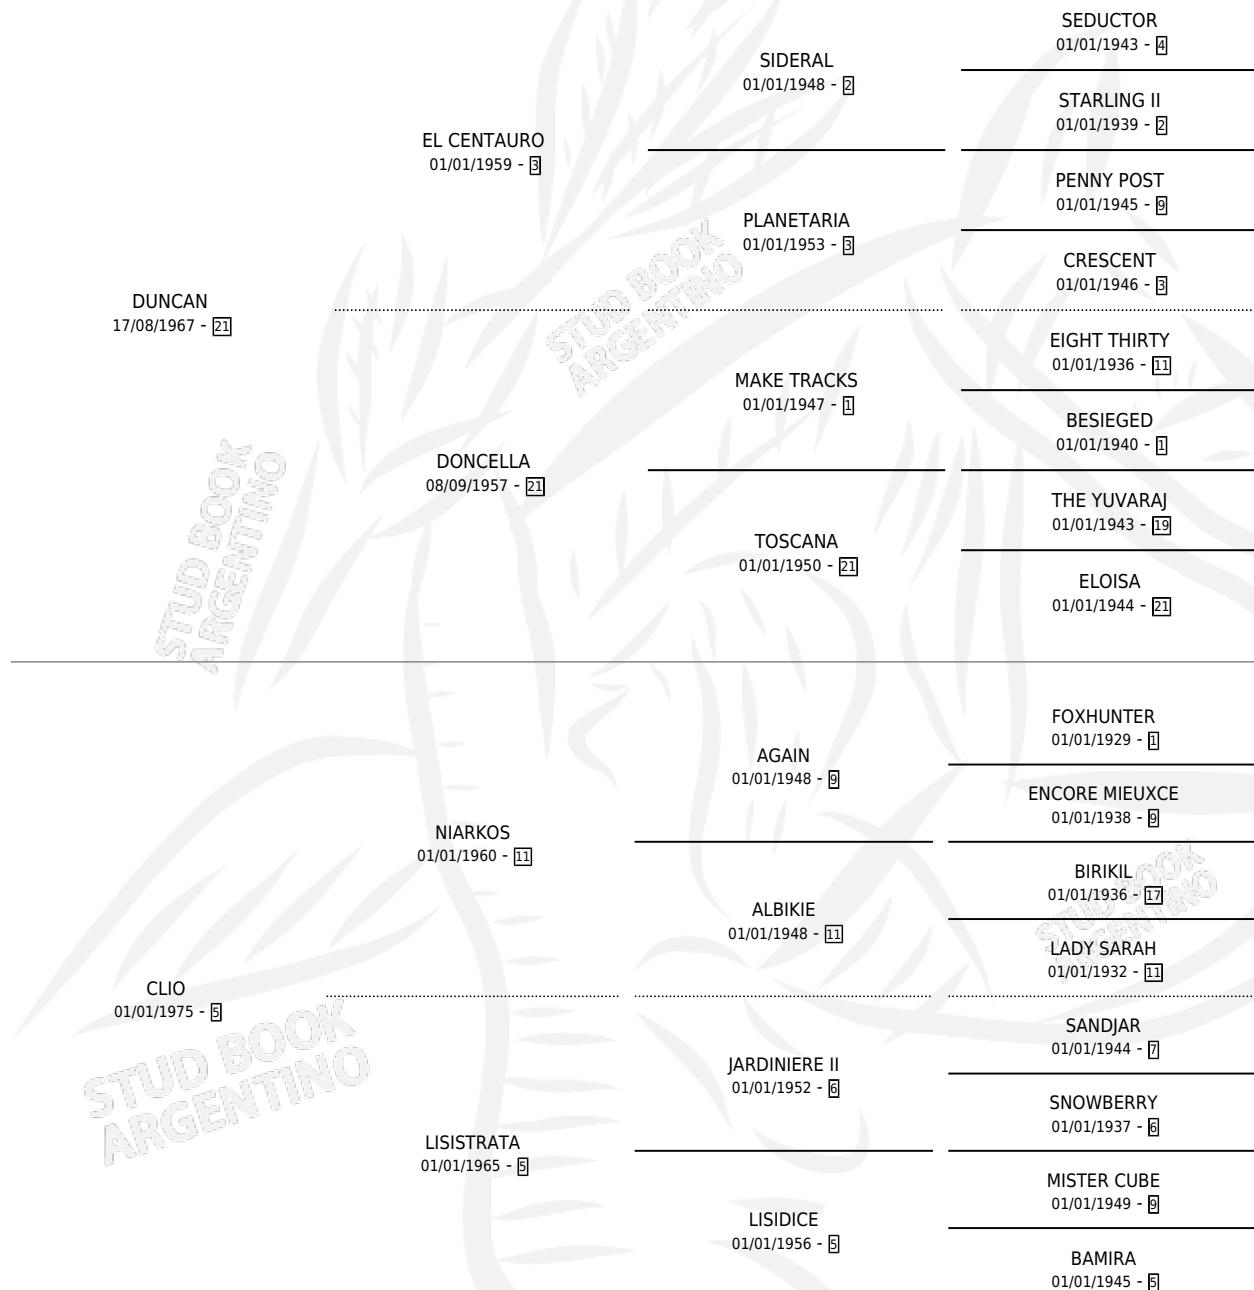 SEDUCTOR
01/01/1943 - 4
SIDERAL
01/01/1948 - 2
STARLING II
01/01/1939 - 2
EL CENTAURO
01/01/1959 - 3
PENNY POST
01/01/1945 - 9
PLANETARIA
01/01/1953 - 3
CRESCENT
01/01/1946 - 3
DUNCAN
17/08/1967 - 21
EIGHT THIRTY
01/01/1936 - 11
MAKE TRACKS
01/01/1947 - 1
BESIEGED
01/01/1940 - 1
DONCELLA
08/09/1957 - 21
THE YUVARAJ
01/01/1943 - 19
TOSCANA
01/01/1950 - 21
ELOISA
01/01/1944 - 21
STUD BOOK
ARGENTINO
STUD BOOK
ARGENTINO
FOXHUNTER
01/01/1929 - 1
AGAIN
01/01/1948 - 9
ENCORE MIEUXCE
01/01/1938 - 9
NIARKOS
01/01/1960 - 11
BIRIKIL
01/01/1936 - 17
ALBIKIE
01/01/1948 - 11
LADY SARAH
01/01/1932 - 11
CLIO
01/01/1975 - 5
SANDJAR
01/01/1944 - 7
JARDINIERE II
01/01/1952 - 6
SNOWBERRY
01/01/1937 - 6
LISISTRATA
01/01/1965 - 5
MISTER CUBE
01/01/1949 - 9
LISIDICE
01/01/1956 - 5
BAMIRA
01/01/1945 - 5
STUD BOOK
ARGENTINO
STUD BOOK
ARGENTINO